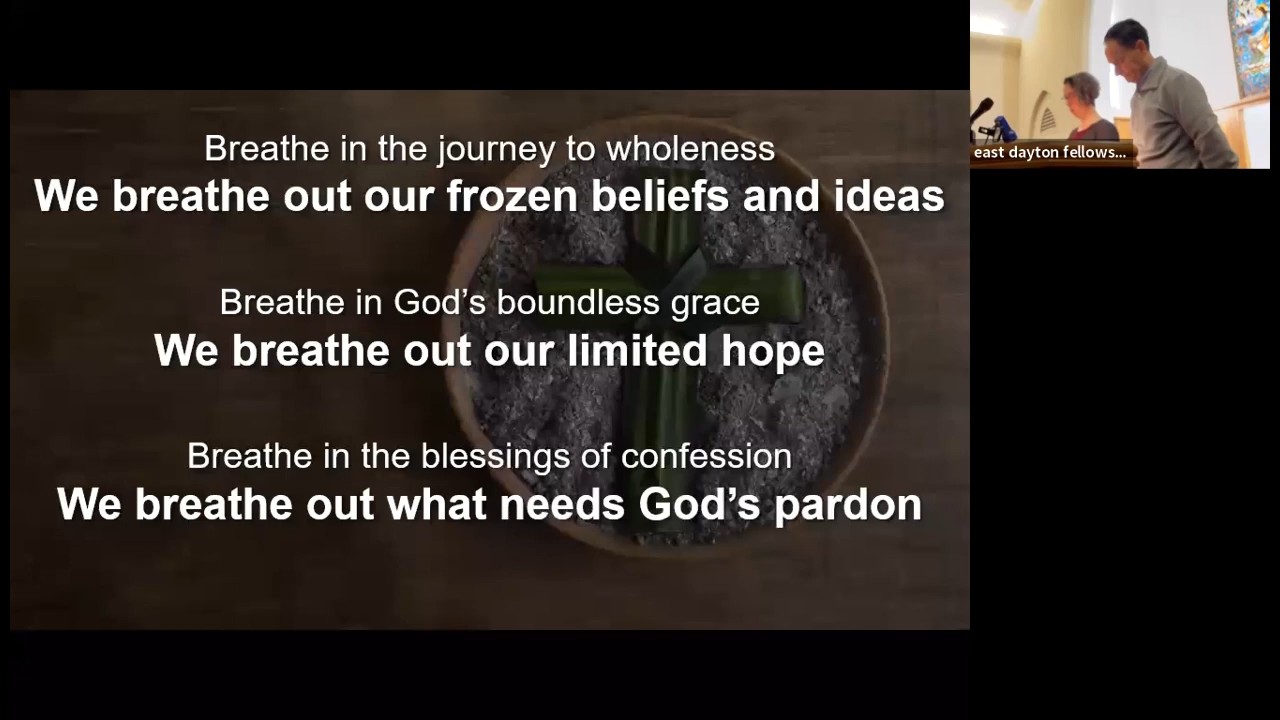 Breathe in the journey to wholeness
We breathe out our frozen beliefs and ideas
Breathe in God’s boundless grace
We breathe out our limited hope
Breathe in the blessings of confession
We breathe out what needs God’s pardon
east dayton fellows...